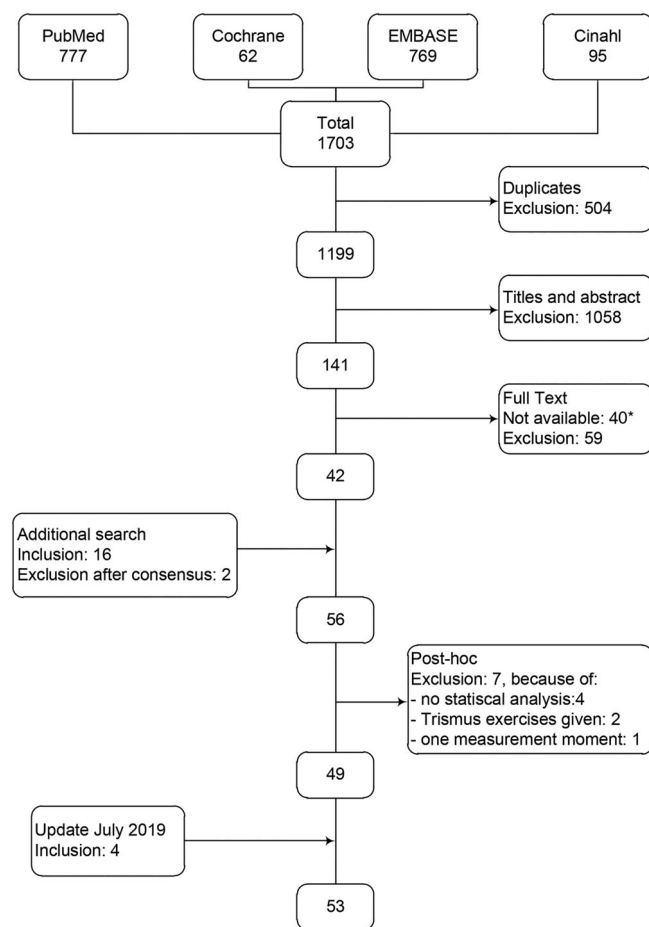 PubMed
777
Cochrane
62
EMBASE
769
Cinahl
95
Total
1703
Duplicates
Exclusion: 504
1199
Titles and abstract
Exclusion: 1058
141
Full Text
Not available: 40*
Exclusion: 59
42
Additional search
Inclusion: 16
Exclusion after consensus: 2
56
Post-hoc
Exclusion: 7, because of:
- no statiscal analysis:4
- Trismus exercises given: 2
- one measurement moment: 1
49
Update July 2019
Inclusion: 4
53